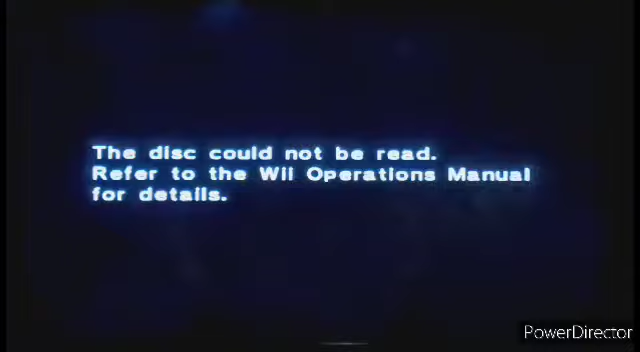 The disc could not be read.
Refer to the Wii Operations Manual
for details.
PowerDirector